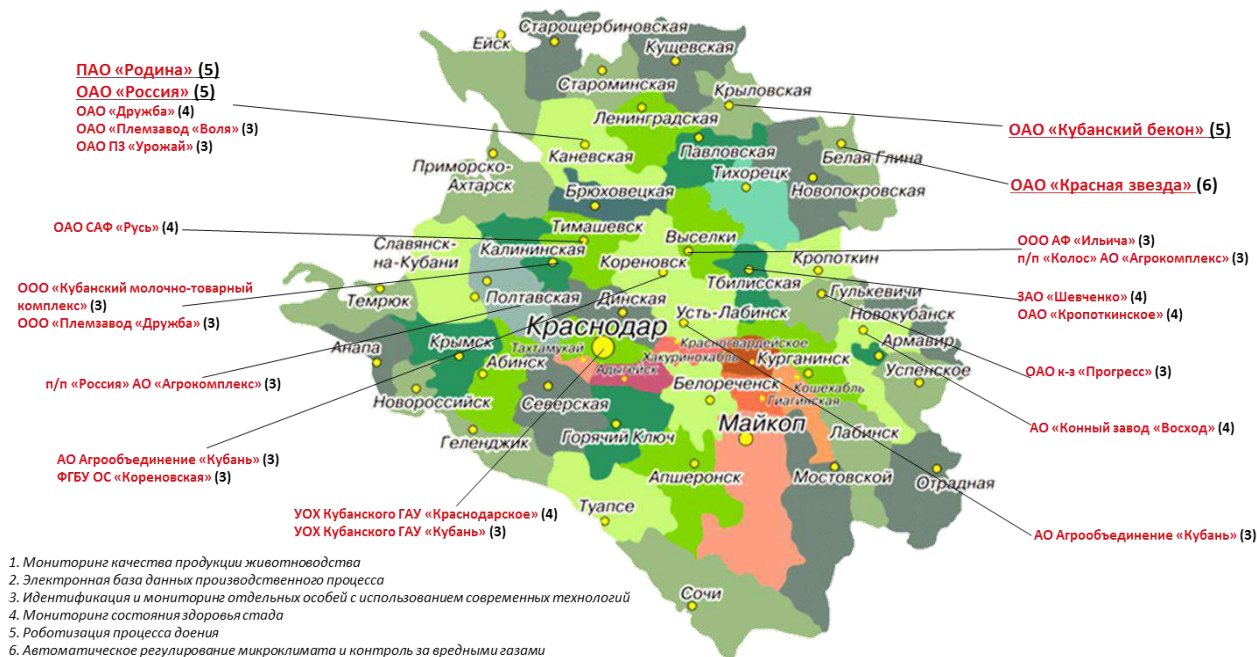 ПАО «Родина» (5)
ОАО «Россия» (5)
ОАО «Дружба» (4)
ОАО «Племзавод «Воля» (3)
ОАО ПЗ «Урожай» (3)
ОАО САФ «Русь» (4)
ООО «Кубанский молочно-товарный
комплекс» (3)
ООО «Племзавод «Дружба» (3)
п/п «Россия» АО «Агрокомплекс» (3)
АО Агрообъединение «Кубань» (3)
ФГБУ ОС «Кореновская» (3)
УОХ Кубанского ГАУ «Краснодарское» (4)
УОХ Кубанского ГАУ «Кубань» (3)
Старощербиновская
Ейск
Кущевская
Староминская
Крыловская
Ленинградская
Каневская
Павловская
Белая Глина
Приморско-
Ахтарск
Тихорецк
Новопокровская
Брюховецкая
Тимашевск
Выселки
Славянск-
на-Кубани
Калининская
Кореновск
Кропоткин
Тбилисская
Гулькевичи
Темрюк
Полтавская
Динская
Усть-Лабинск
Новокубанск
Краснодар
Красногвардейское
Армавир
Анапа
Крымск
Тахтамукай
Хакуринохабль
Курганинск
Абинск
Адыгейск
Кошехабль
Успенское
Белореченск
Гиагинская
Новороссийск
Северская
Геленджик
Горячий Ключ
Майкоп
Лабинск
Апшеронск
Мостовской
Отрадная
Туапсе
Сочи
ОАО «Кубанский бекон» (5)
ОАО «Красная звезда» (6)
ООО АФ «Ильича» (3)
п/п «Колос» АО «Агрокомплекс» (3)
ЗАО «Шевченко» (4)
ОАО «Кропоткинское» (4)
ОАО к-з «Прогресс» (3)
АО «Конный завод «Восход» (4)
АО Агрообъединение «Кубань» (3)
1. Мониторинг качества продукции животноводства
2. Электронная база данных производственного процесса
3. Идентификация и мониторинг отдельных особей с использованием современных технологий
4. Мониторинг состояния здоровья стада
5. Роботизация процесса доения
6. Автоматическое регулирование микроклимата и контроль за вредными газами